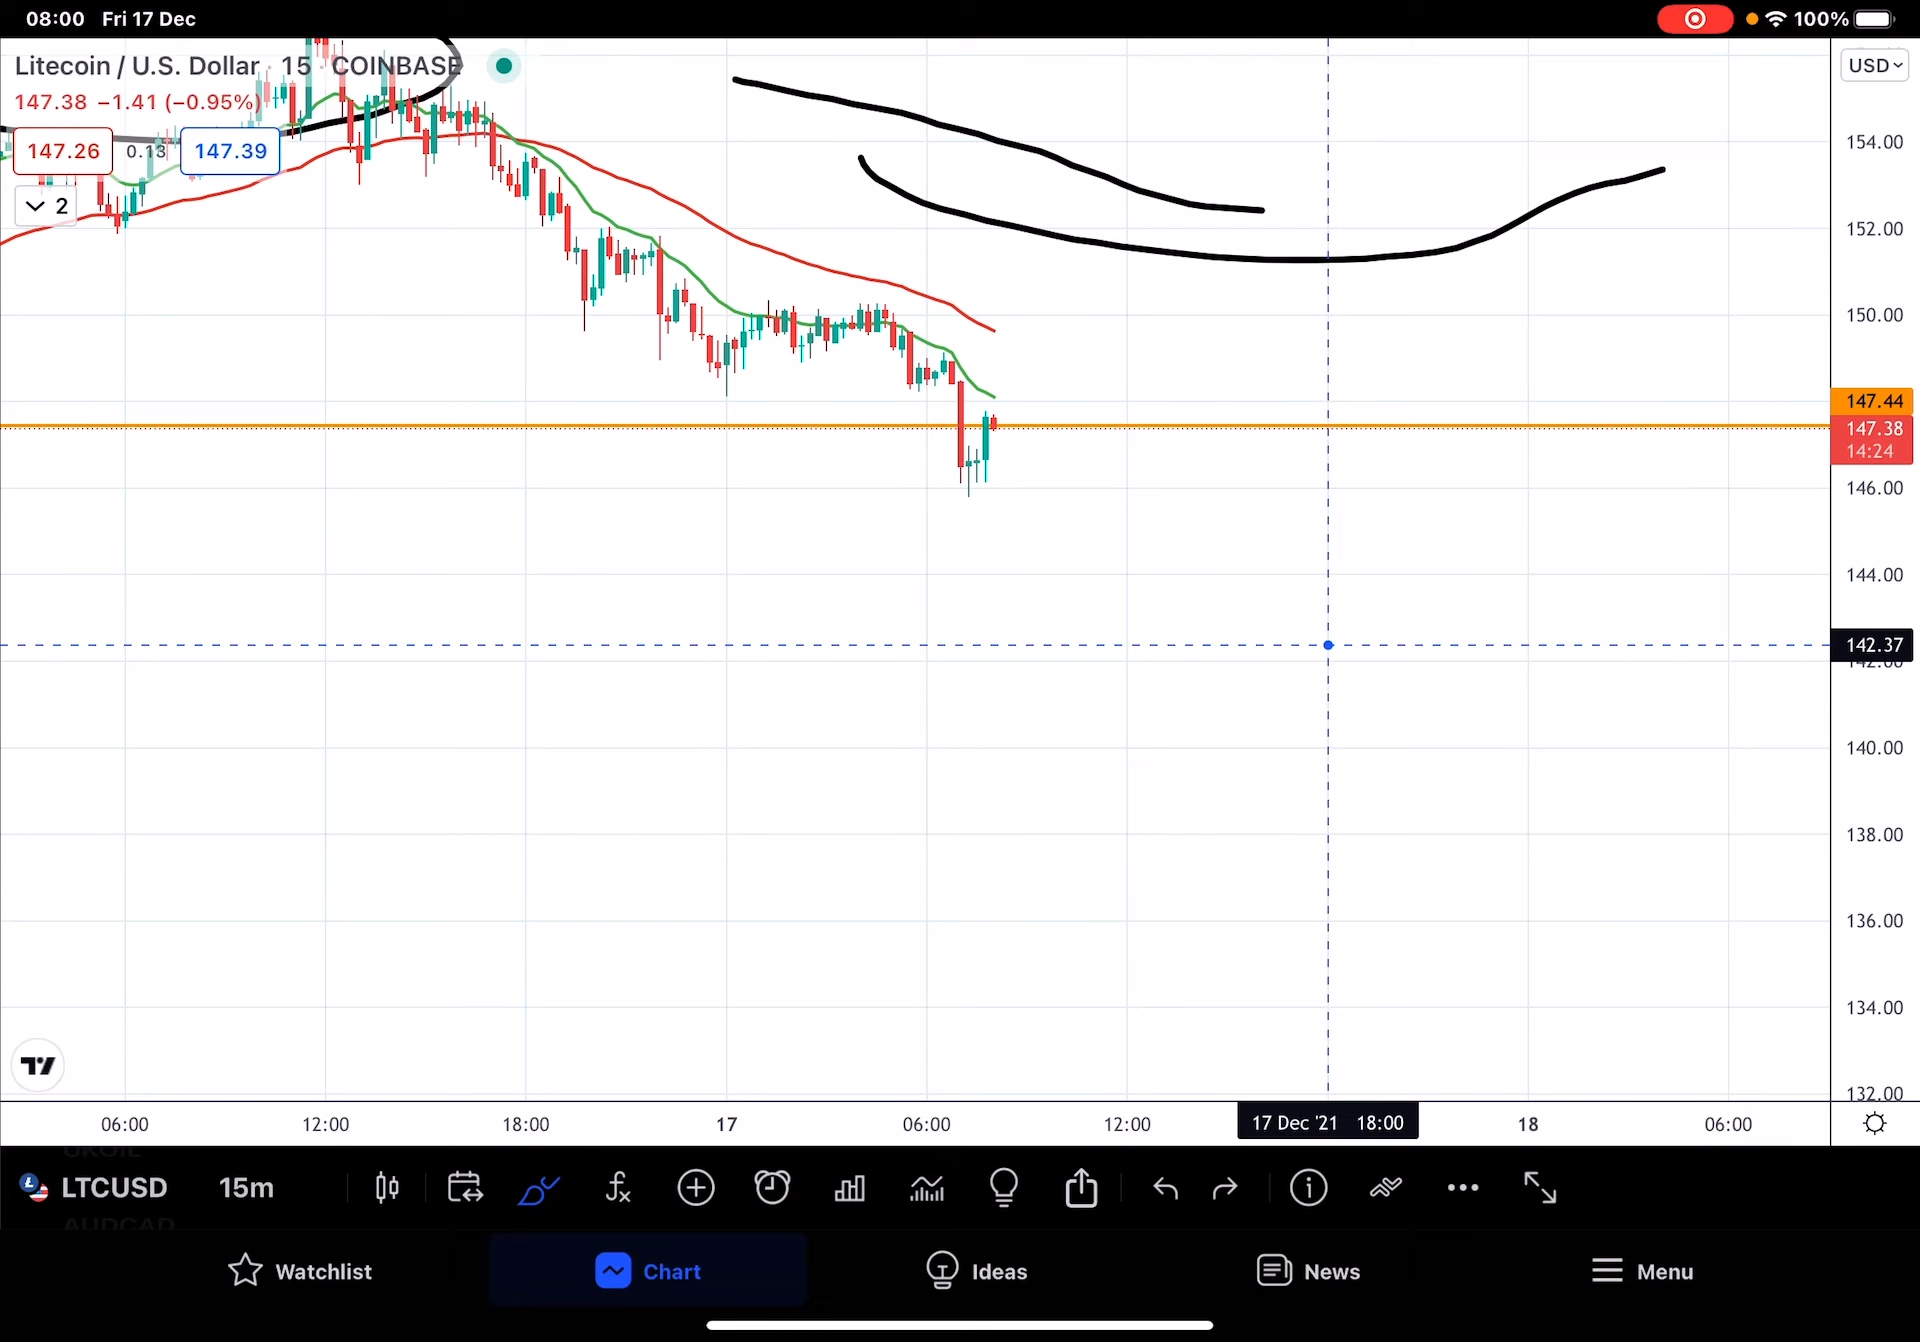 08:00 Fri 17 Dec
100%
Litecoin / U.S. Dollar · 15 · COINBASE
USD
147.38 −1.41 (−0.95%)
147.26 0.13 147.39
2
154.00
152.00
150.00
147.44
147.38
14:24
146.00
144.00
142.37
142.00
140.00
138.00
136.00
134.00
132.00
06:00 12:00 18:00 17 06:00 12:00 17 Dec '21 18:00 18 06:00
UKOIL
LTCUSD 15m
AUDCAD
Watchlist Chart Ideas News Menu